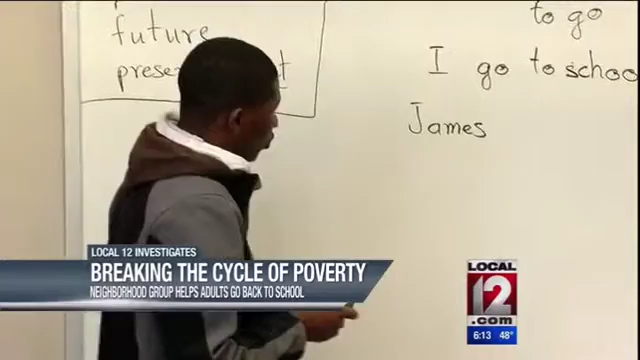 to go
future
I go to school
James
LOCAL 12 INVESTIGATES
BREAKING THE CYCLE OF POVERTY
NEIGHBORHOOD GROUP HELPS ADULTS GO BACK TO SCHOOL
LOCAL
12
.com
6:13 48°